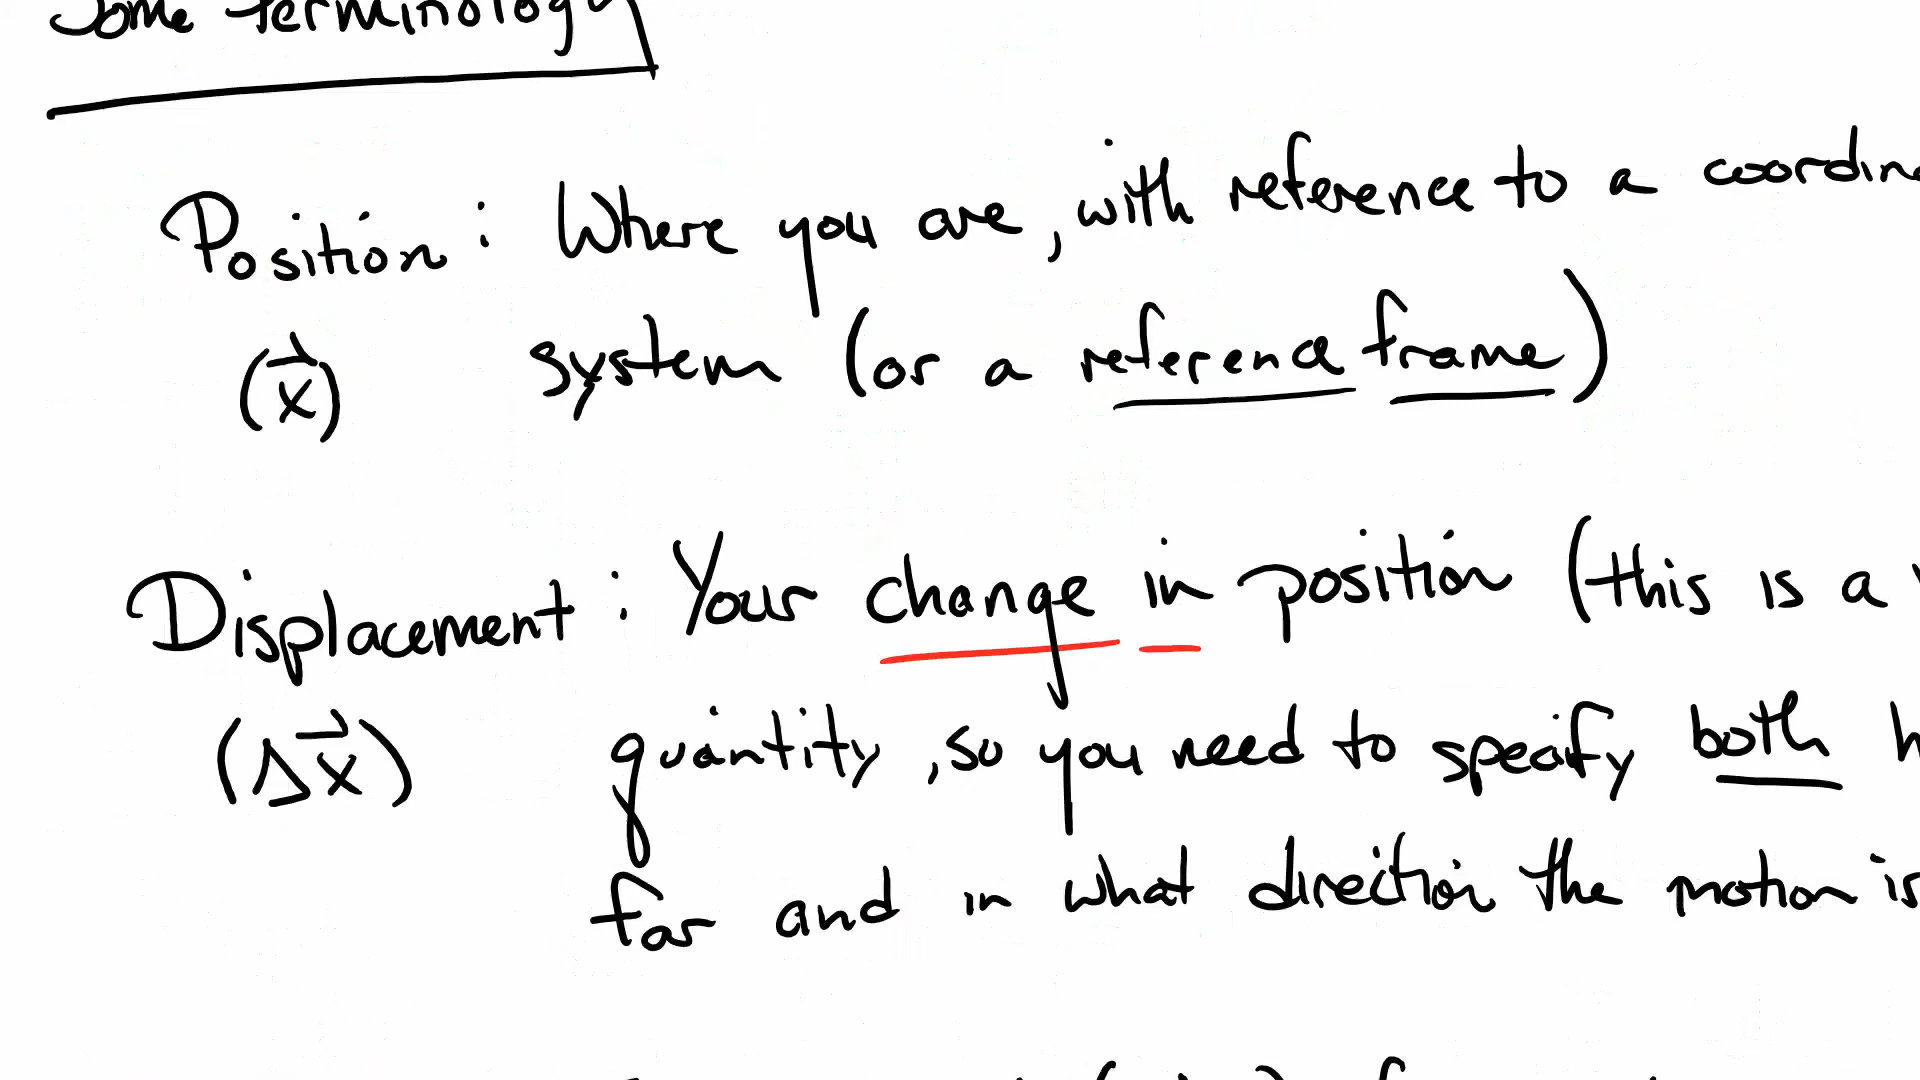 Some terminology
Position: Where you are, with reference to a
(x⃗) system (or a reference frame)
Displacement: Your change in position (this is a
(Δx⃗) quantity, so you need to specify both
far and in what direction the motion is